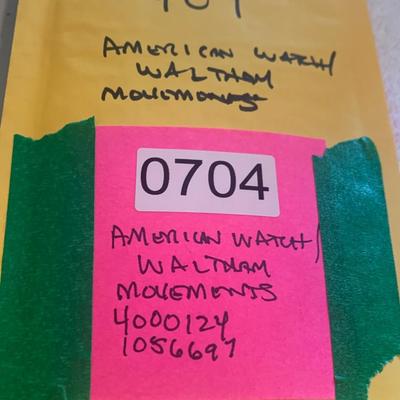 AMERICAN WATCH/
WALTHAM
MOVEMENTS
0704
AMERICAN WATCH/
WALTHAM
MOVEMENTS
4000124
1056697